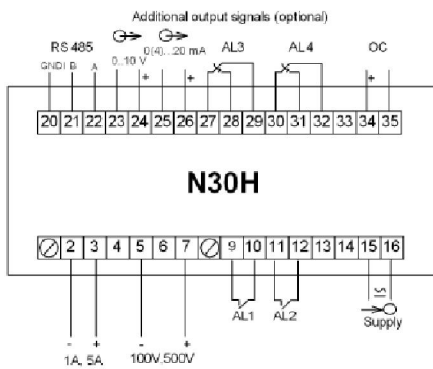 Additional output signals (optional)
RS 485 0(4)...20 mA AL3 AL4 OC
GNDI B A 0..10 V
+ + +
20 21 22 23 24 25 26 27 28 29 30 31 32 33 34 35
N30H
2 3 4 5 6 7 9 10 11 12 13 14 15 16
AL1 AL2
Supply
- + - +
1A, 5A 100V,500V